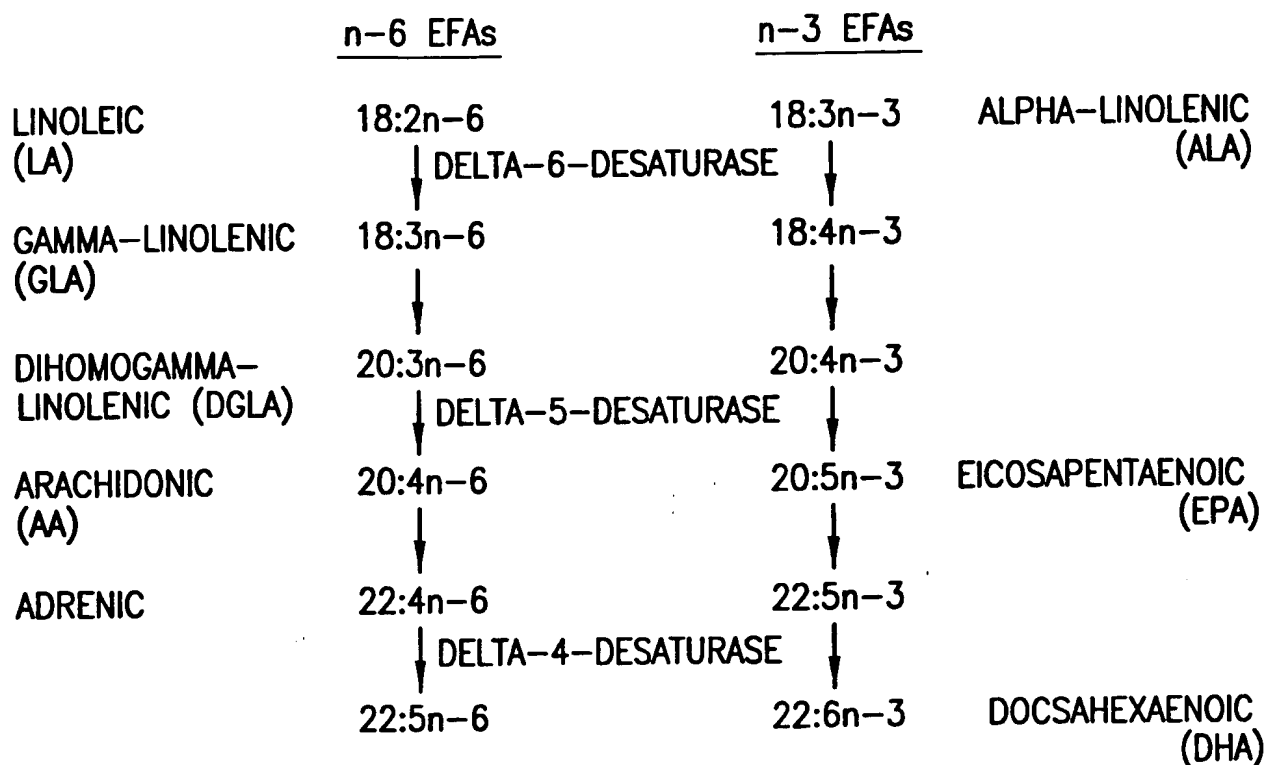 n-6 EFAs n-3 EFAs
LINOLEIC 18:2n-6 18:3n-3 ALPHA-LINOLENIC
(LA) DELTA-6-DESATURASE (ALA)
GAMMA-LINOLENIC 18:3n-6 18:4n-3
(GLA)
DIHOMOGAMMA- 20:3n-6 20:4n-3
LINOLENIC (DGLA) DELTA-5-DESATURASE
ARACHIDONIC 20:4n-6 20:5n-3 EICOSAPENTAENOIC
(AA) (EPA)
ADRENIC 22:4n-6 22:5n-3
DELTA-4-DESATURASE
22:5n-6 22:6n-3 DOCSAHEXAENOIC
(DHA)